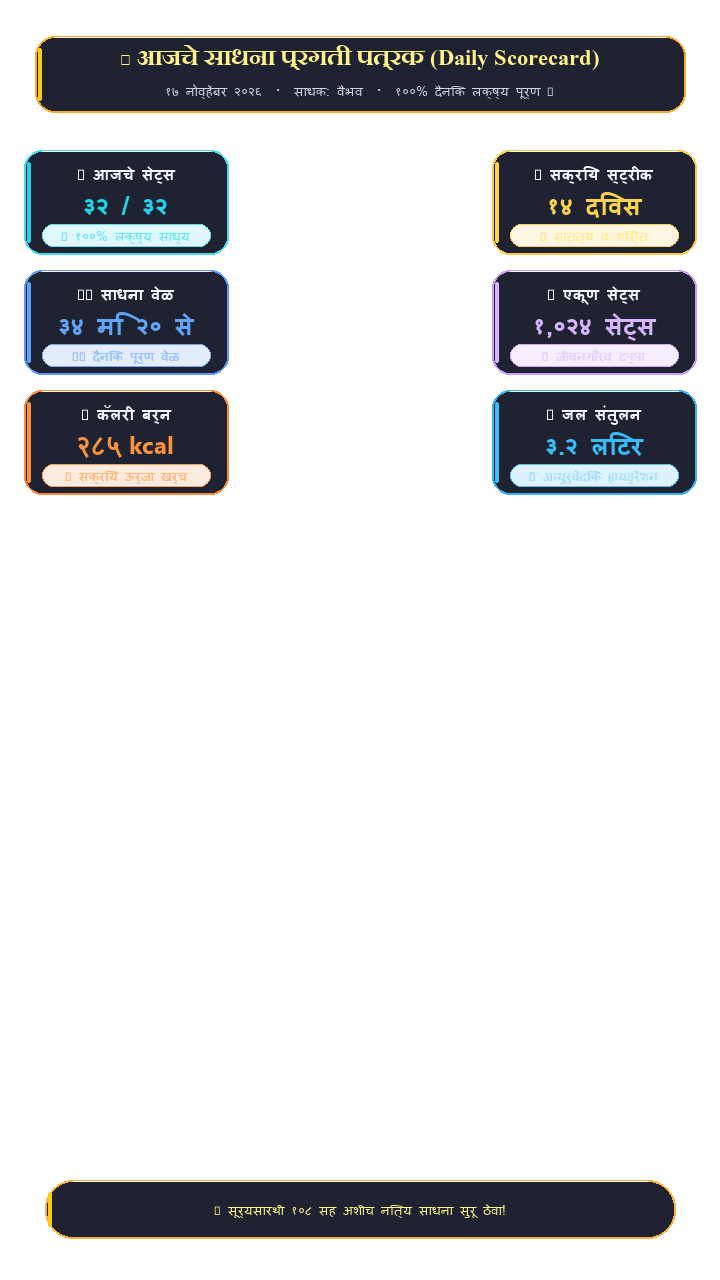 आजचे साधना प्रगती पत्रक (Daily Scorecard)
१७ नोव्हेंबर २०२६ · साधक: वैभव · १००% दैनिक लक्ष्य पूर्ण
आजचे सेट्स
३२ / ३२
१००% लक्ष्य साध्य
सक्रिय स्ट्रीक
१४ दिवस
सातत्य व शिस्त
साधना वेळ
३४ मि २० से
दैनिक पूर्ण वेळ
एकूण सेट्स
१,०२४ सेट्स
जीवनगौरव टप्पा
कॅलरी बर्न
२८५ kcal
सक्रिय ऊर्जा खर्च
जल संतुलन
३.२ लिटर
आयुर्वेदिक हायड्रेशन
सूर्यसारथी १०८ सह अशीच नित्य साधना सुरू ठेवा!